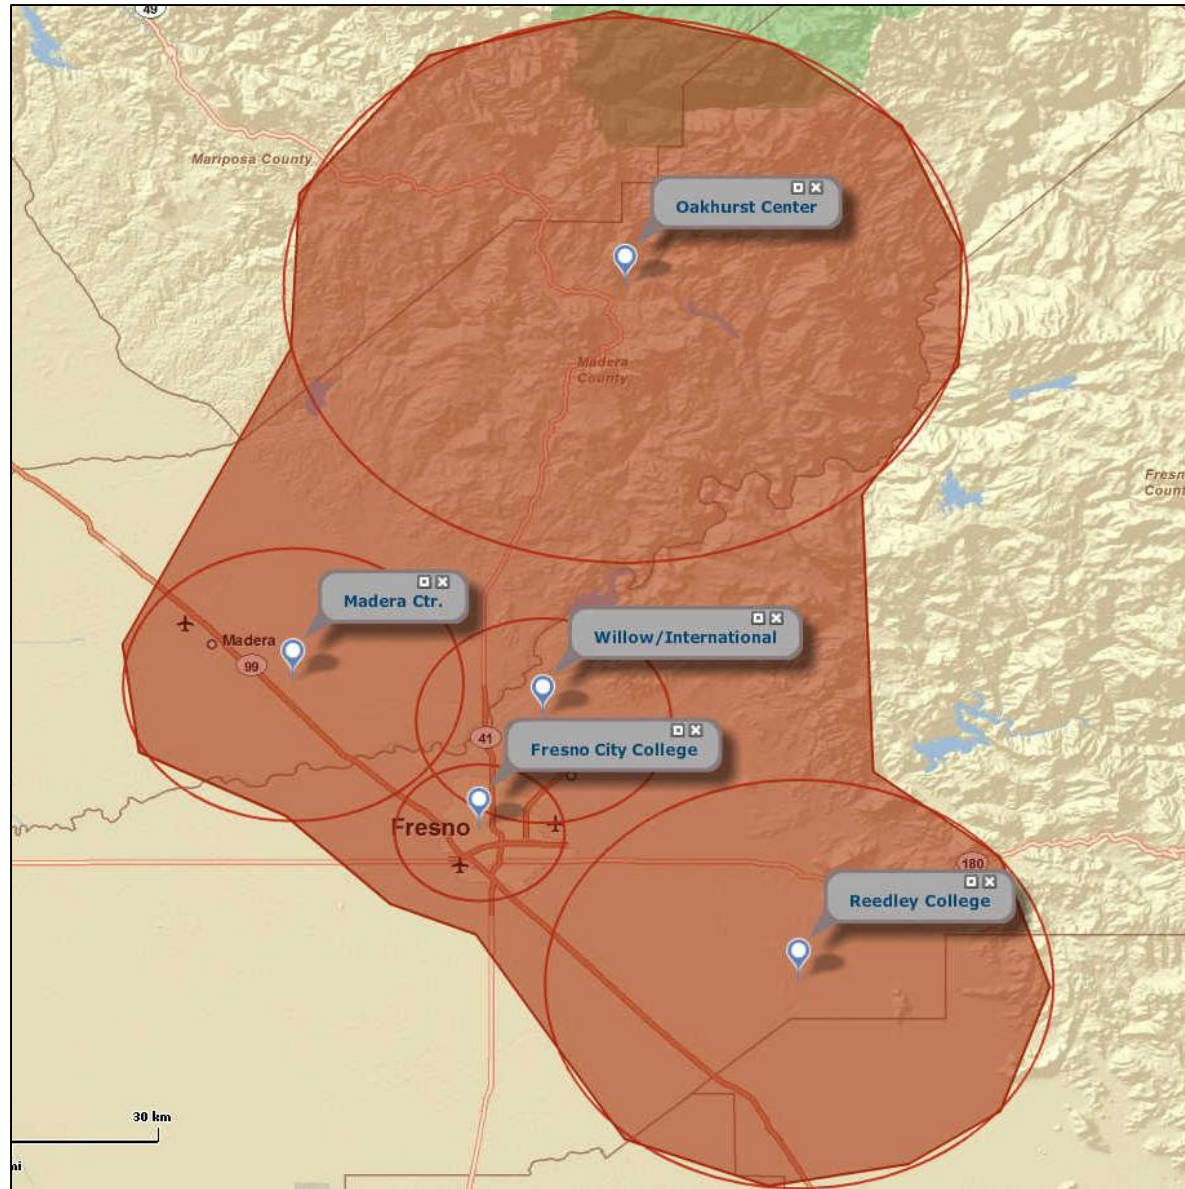 49
Mariposa County
Oakhurst Center
Madera
County
Fresn
Count
Madera Ctr.
Madera
99
Willow/International
41
Fresno City College
Fresno
180
Reedley College
30 km
mi